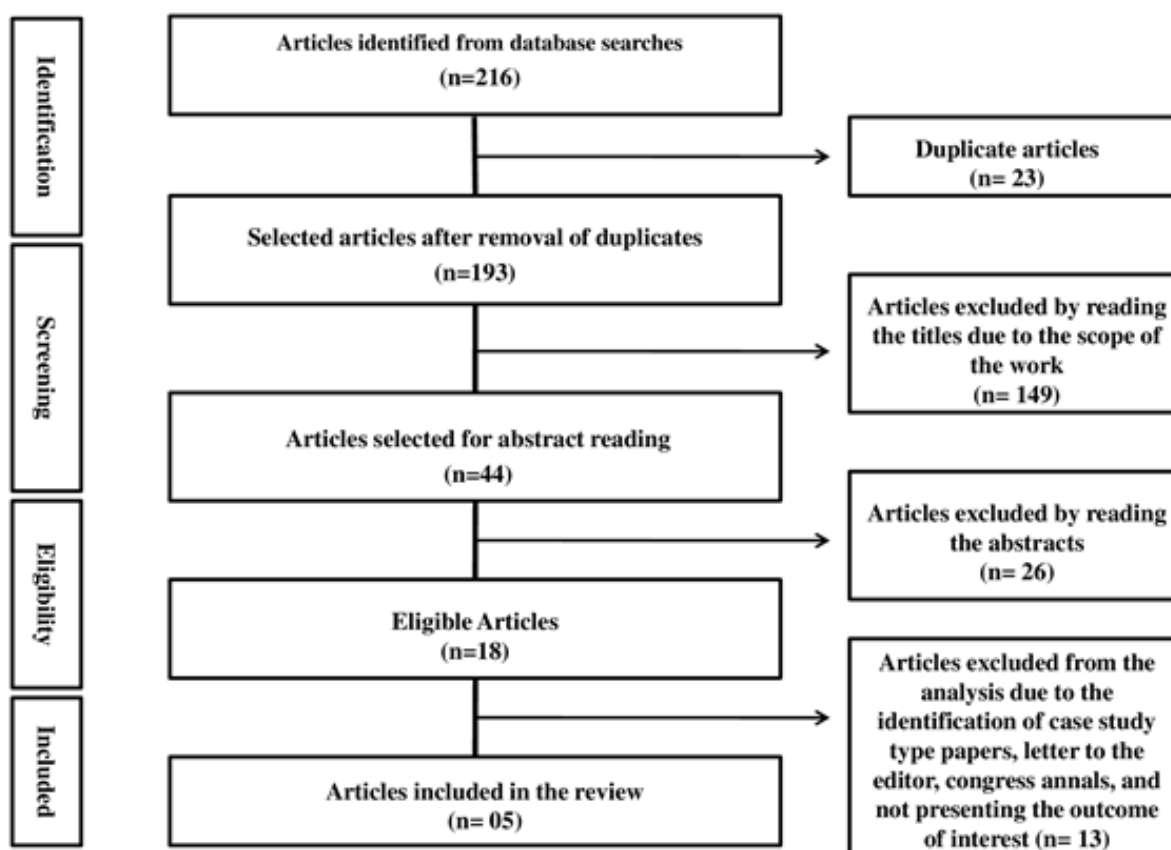 Identification
Articles identified from database searches
(n=216)
Duplicate articles
(n= 23)
Selected articles after removal of duplicates
(n=193)
Screening
Articles excluded by reading
the titles due to the scope of
the work
(n= 149)
Articles selected for abstract reading
(n=44)
Eligibility
Articles excluded by reading
the abstracts
(n= 26)
Eligible Articles
(n=18)
Included
Articles excluded from the
analysis due to the
identification of case study
type papers, letter to the
editor, congress annals, and
not presenting the outcome
of interest (n= 13)
Articles included in the review
(n= 05)